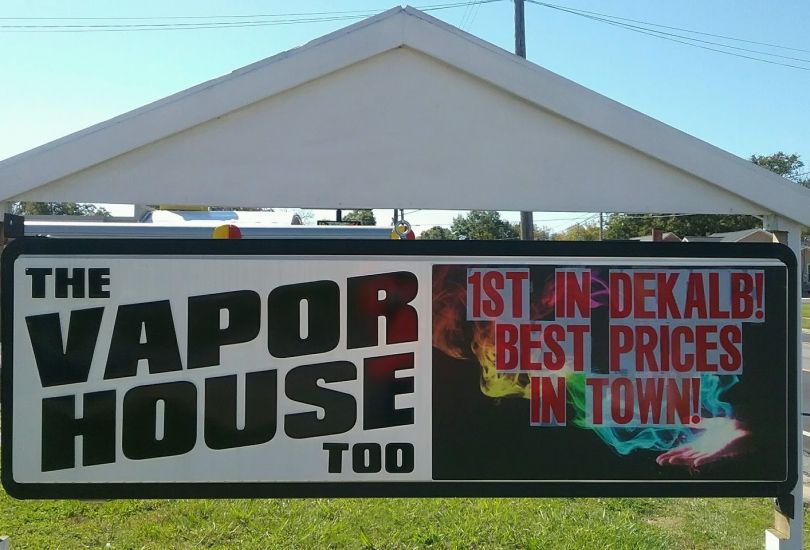 THE
VAPOR
HOUSE
TOO
1ST IN DEKALB!
BEST PRICES
IN TOWN!